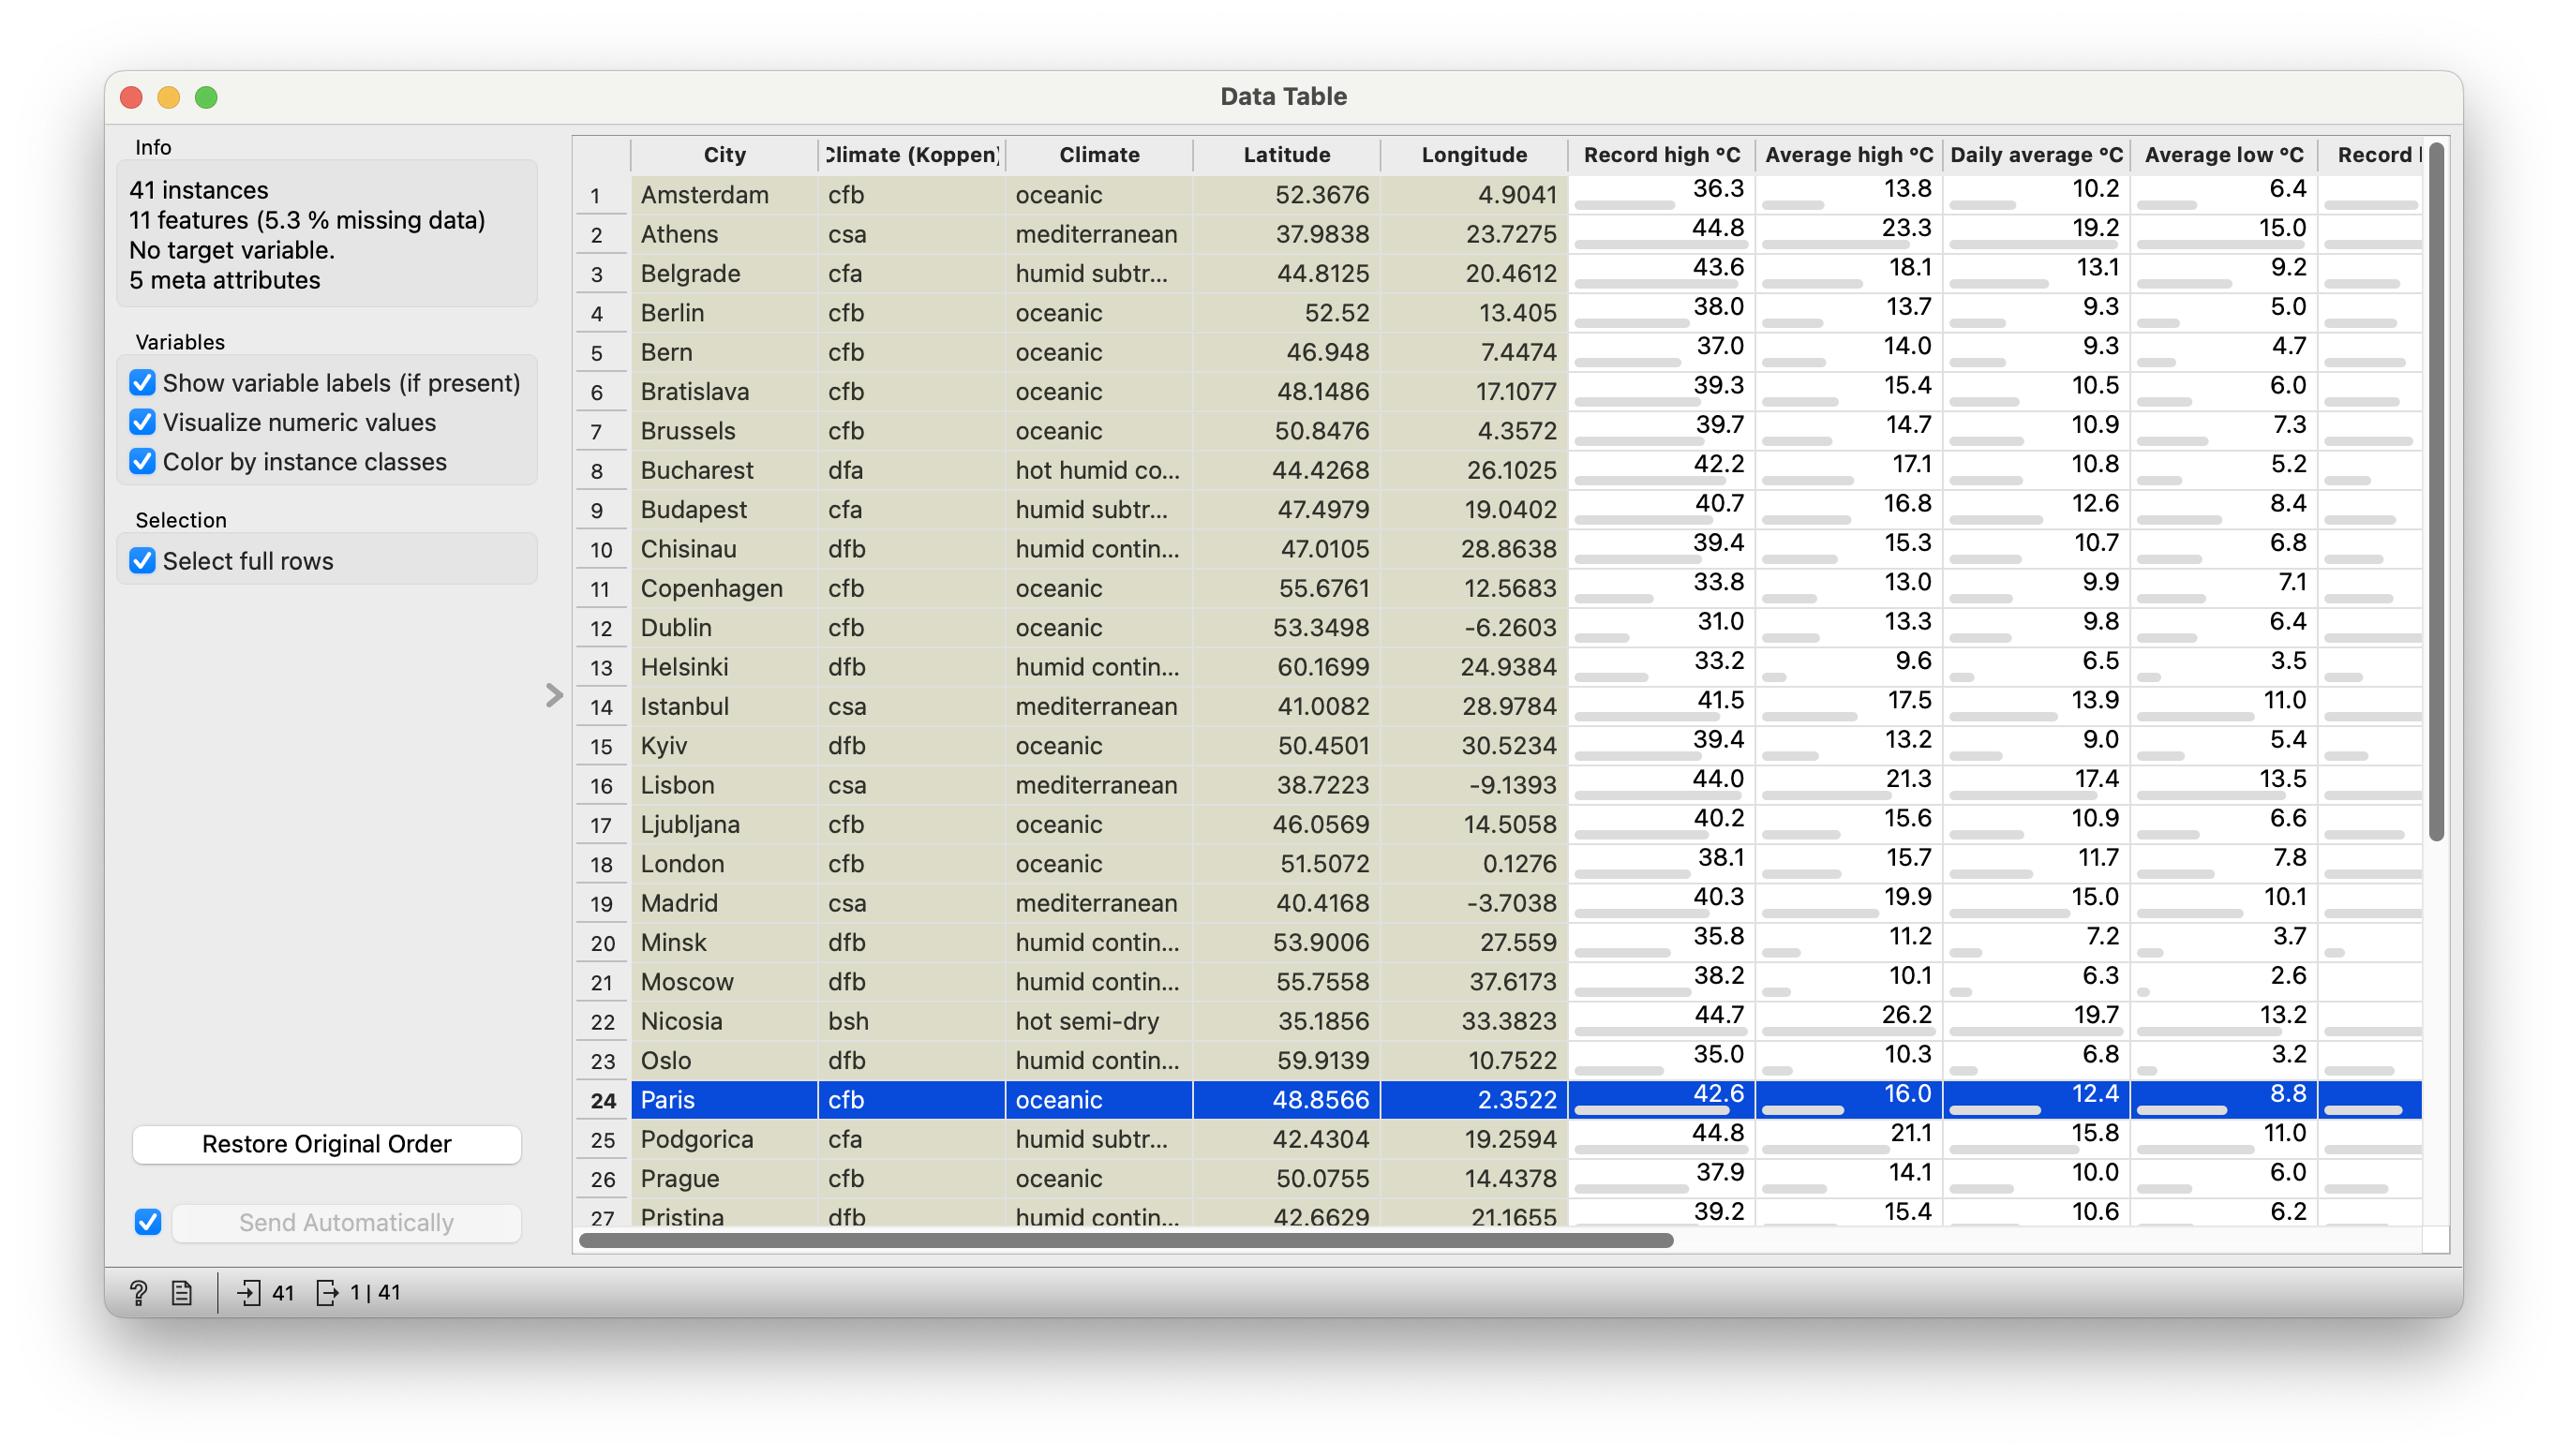 Data Table
Info
41 instances
11 features (5.3 % missing data)
No target variable.
5 meta attributes
Variables
Show variable labels (if present)
Visualize numeric values
Color by instance classes
Selection
Select full rows
Restore Original Order
Send Automatically
City Climate (Koppen) Climate Latitude Longitude Record high °C Average high °C Daily average °C Average low °C Record
1 Amsterdam cfb oceanic 52.3676 4.9041 36.3 13.8 10.2 6.4
2 Athens csa mediterranean 37.9838 23.7275 44.8 23.3 19.2 15.0
3 Belgrade cfa humid subtr... 44.8125 20.4612 43.6 18.1 13.1 9.2
4 Berlin cfb oceanic 52.52 13.405 38.0 13.7 9.3 5.0
5 Bern cfb oceanic 46.948 7.4474 37.0 14.0 9.3 4.7
6 Bratislava cfb oceanic 48.1486 17.1077 39.3 15.4 10.5 6.0
7 Brussels cfb oceanic 50.8476 4.3572 39.7 14.7 10.9 7.3
8 Bucharest dfa hot humid co... 44.4268 26.1025 42.2 17.1 10.8 5.2
9 Budapest cfa humid subtr... 47.4979 19.0402 40.7 16.8 12.6 8.4
10 Chisinau dfb humid contin... 47.0105 28.8638 39.4 15.3 10.7 6.8
11 Copenhagen cfb oceanic 55.6761 12.5683 33.8 13.0 9.9 7.1
12 Dublin cfb oceanic 53.3498 -6.2603 31.0 13.3 9.8 6.4
13 Helsinki dfb humid contin... 60.1699 24.9384 33.2 9.6 6.5 3.5
14 Istanbul csa mediterranean 41.0082 28.9784 41.5 17.5 13.9 11.0
15 Kyiv dfb oceanic 50.4501 30.5234 39.4 13.2 9.0 5.4
16 Lisbon csa mediterranean 38.7223 -9.1393 44.0 21.3 17.4 13.5
17 Ljubljana cfb oceanic 46.0569 14.5058 40.2 15.6 10.9 6.6
18 London cfb oceanic 51.5072 0.1276 38.1 15.7 11.7 7.8
19 Madrid csa mediterranean 40.4168 -3.7038 40.3 19.9 15.0 10.1
20 Minsk dfb humid contin... 53.9006 27.559 35.8 11.2 7.2 3.7
21 Moscow dfb humid contin... 55.7558 37.6173 38.2 10.1 6.3 2.6
22 Nicosia bsh hot semi-dry 35.1856 33.3823 44.7 26.2 19.7 13.2
23 Oslo dfb humid contin... 59.9139 10.7522 35.0 10.3 6.8 3.2
24 Paris cfb oceanic 48.8566 2.3522 42.6 16.0 12.4 8.8
25 Podgorica cfa humid subtr... 42.4304 19.2594 44.8 21.1 15.8 11.0
26 Prague cfb oceanic 50.0755 14.4378 37.9 14.1 10.0 6.0
27 Pristina dfb humid contin... 42.6629 21.1655 39.2 15.4 10.6 6.2
? 41 1 | 41